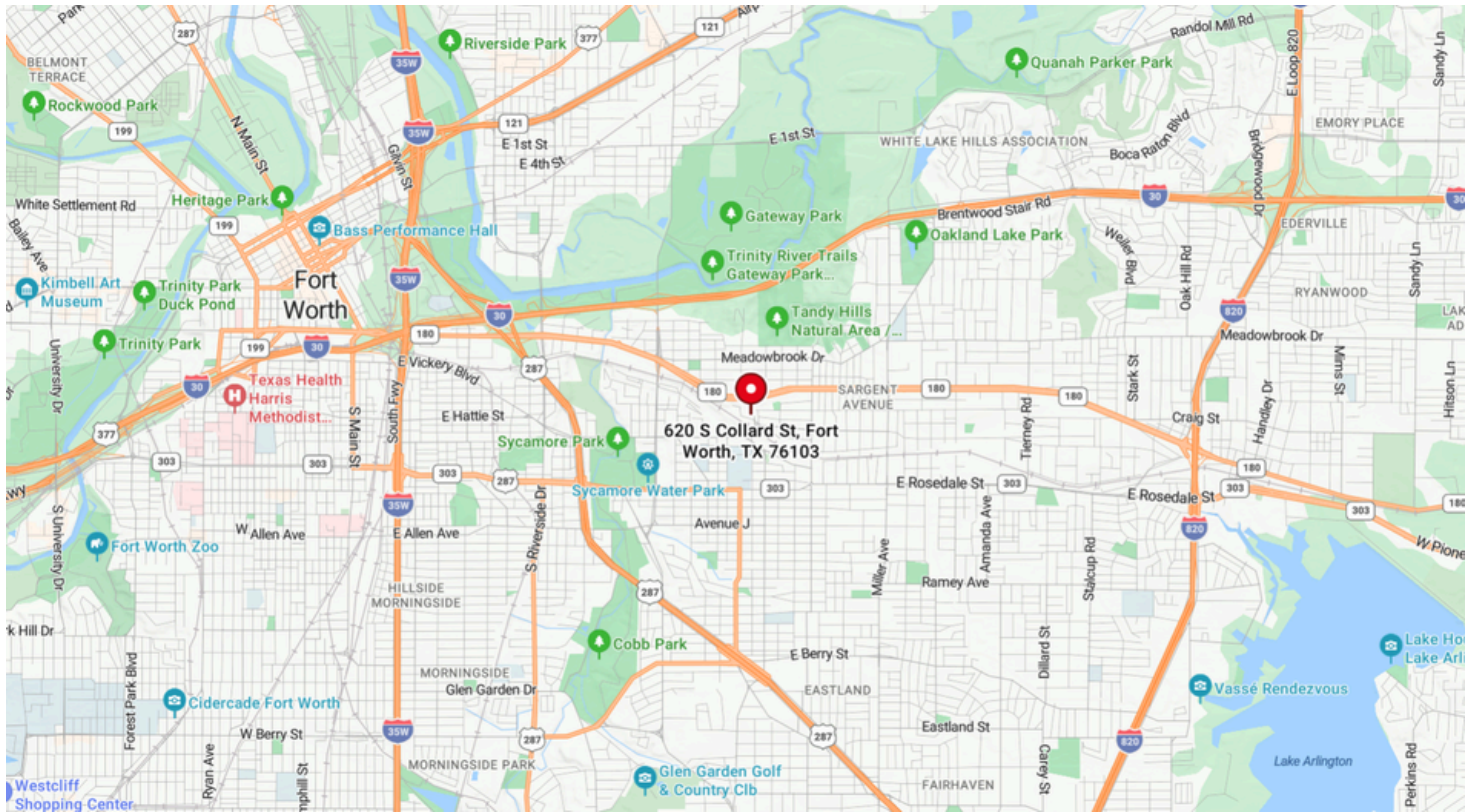 287
377
121
Riverside Park
BELMONT
TERRACE
Rockwood Park
35W
Randol Mill Rd
Quanah Parker Park
E Loop 820
Sandy Ln
N Main St
199
35W
121
E 1st St
E 4th St
Gilvin St
E 1st St
WHITE LAKE HILLS ASSOCIATION
Boca Raton Blvd
Bridgewood Dr
EMORY PLACE
White Settlement Rd
Heritage Park
199
Bass Performance Hall
Gateway Park
Brentwood Stair Rd
30
30
Bailey Ave
Oakland Lake Park
Weiler Blvd
EDERVILLE
Kimbell Art
Museum
Trinity Park
Duck Pond
Fort
Worth
35W
Trinity River Trails
Gateway Park...
Oak Hill Rd
RYANWOOD
Sandy Ln
Trinity Park
University Dr
199
30
180
30
Tandy Hills
Natural Area /...
820
Meadowbrook Dr
30
Texas Health
Harris
Methodist...
E Vickery Blvd
287
Meadowbrook Dr
180
SARGENT
AVENUE
180
180
Stark St
Mims St
Hitson Ln
377
S Main St
South Fwy
E Hattie St
Sycamore Park
620 S Collard St, Fort
Worth, TX 76103
Tierney Rd
Craig St
Handley Dr
303
303
287
Sycamore Water Park
303
E Rosedale St
303
180
303
E Rosedale St
303
180
S University Dr
35W
W Allen Ave
E Allen Ave
S Riverside Dr
Avenue J
Miller Ave
Amanda Ave
820
W Pione
Fort Worth Zoo
HILLSIDE
MORNINGSIDE
287
Ramey Ave
Stalcup Rd
k Hill Dr
Forest Park Blvd
Cobb Park
E Berry St
Dillard St
Lake Hou
Lake Arli
MORNINGSIDE
Glen Garden Dr
EASTLAND
Vassé Rendezvous
Cidercade Fort Worth
W Berry St
35W
287
287
Eastland St
820
Ryan Ave
MORNINGSIDE PARK
Glen Garden Golf
& Country Clb
FAIRHAVEN
Carey St
Lake Arlington
Perkins Rd
Westcliff
Shopping Center
mphill St